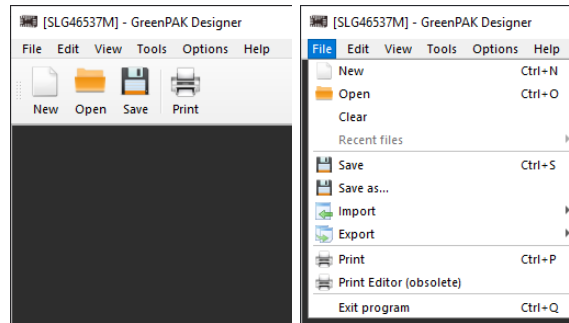 [SLG46537M] - GreenPAK Designer
File Edit View Tools Options Help
New Open Save Print
[SLG46537M] - GreenPAK Designer
File Edit View Tools Options Help
New Ctrl+N
Open Ctrl+O
Clear
Recent files
Save Ctrl+S
Save as...
Import
Export
Print Ctrl+P
Print Editor (obsolete)
Exit program Ctrl+Q